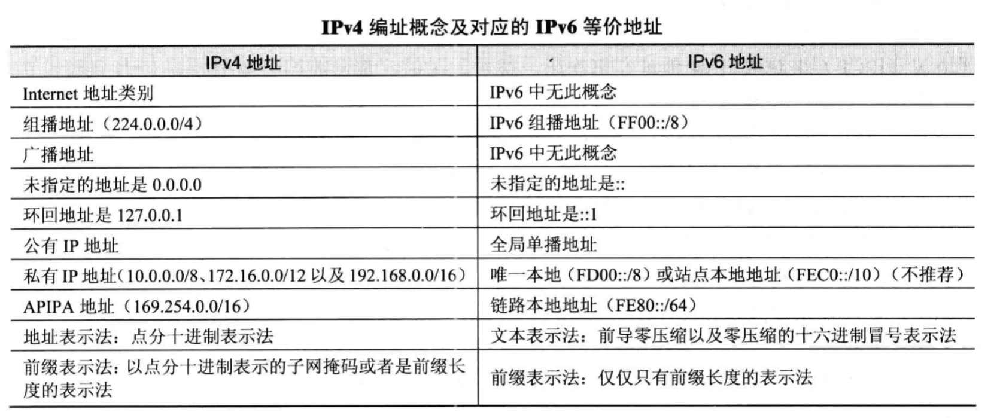 IPv4 编址概念及对应的 IPv6 等价地址
IPv4 地址
IPv6 地址
Internet 地址类别
IPv6 中无此概念
组播地址（224.0.0.0/4）
IPv6 组播地址（FF00::/8）
广播地址
IPv6 中无此概念
未指定的地址是 0.0.0.0
未指定的地址是::
环回地址是 127.0.0.1
环回地址是::1
公有 IP 地址
全局单播地址
私有 IP 地址（10.0.0.0/8、172.16.0.0/12 以及 192.168.0.0/16）
唯一本地（FD00::/8）或站点本地地址（FEC0::/10）（不推荐）
APIPA 地址（169.254.0.0/16）
链路本地地址（FE80::/64）
地址表示法：点分十进制表示法
文本表示法：前导零压缩以及零压缩的十六进制冒号表示法
前缀表示法：以点分十进制表示的子网掩码或者是前缀长
度的表示法
前缀表示法：仅仅只有前缀长度的表示法